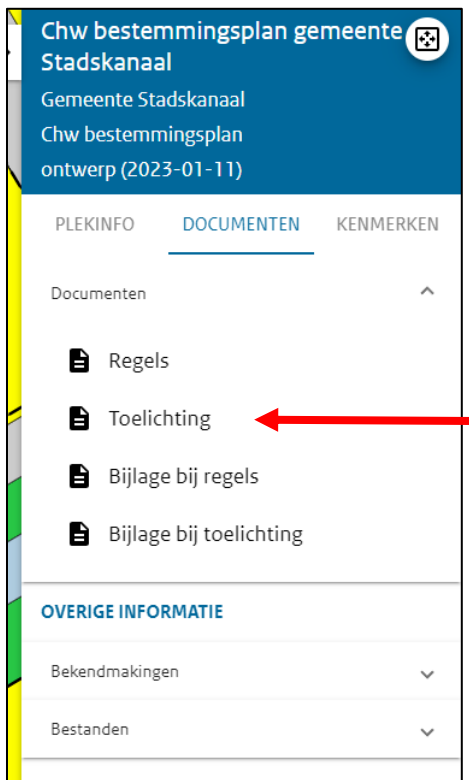 Chw bestemmingsplan gemeente
Stadskanaal
Gemeente Stadskanaal
Chw bestemmingsplan
ontwerp (2023-01-11)
PLEKINFO DOCUMENTEN KENMERKEN
Documenten
Regels
Toelichting
Bijlage bij regels
Bijlage bij toelichting
OVERIGE INFORMATIE
Bekendmakingen
Bestanden